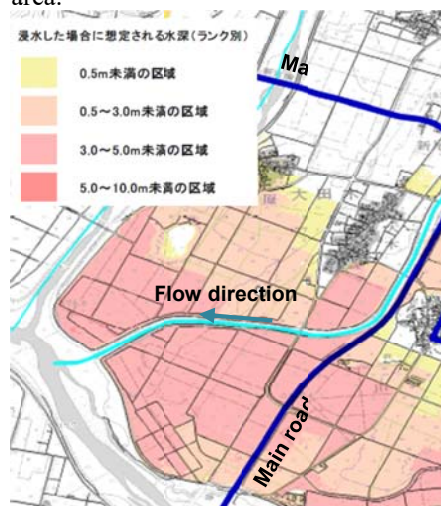 area.
浸水した場合に想定される水深(ランク別)
0.5m未満の区域
0.5～3.0m未満の区域
3.0～5.0m未満の区域
5.0～10.0m未満の区域
Ma
大田
Flow direction
Main road